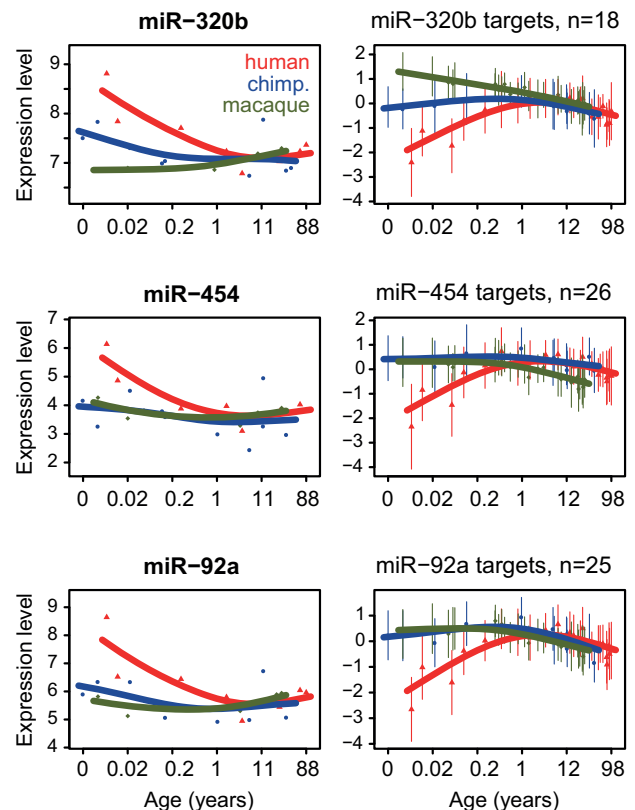 miR−320b
miR−320b targets, n=18
Expression level
9
8
7
human
chimp.
macaque
0 0.02 0.2 1 11 88
2
1
0
−1
−2
−3
−4
0 0.02 0.2 1 12 98
miR−454
miR−454 targets, n=26
Expression level
7
6
5
4
3
2
0 0.02 0.2 1 11 88
2
1
0
−1
−2
−3
−4
0 0.02 0.2 1 12 98
miR−92a
miR−92a targets, n=25
Expression level
9
8
7
6
5
4
0 0.02 0.2 1 11 88
Age (years)
1
0
−1
−2
−3
−4
0 0.02 0.2 1 12 98
Age (years)